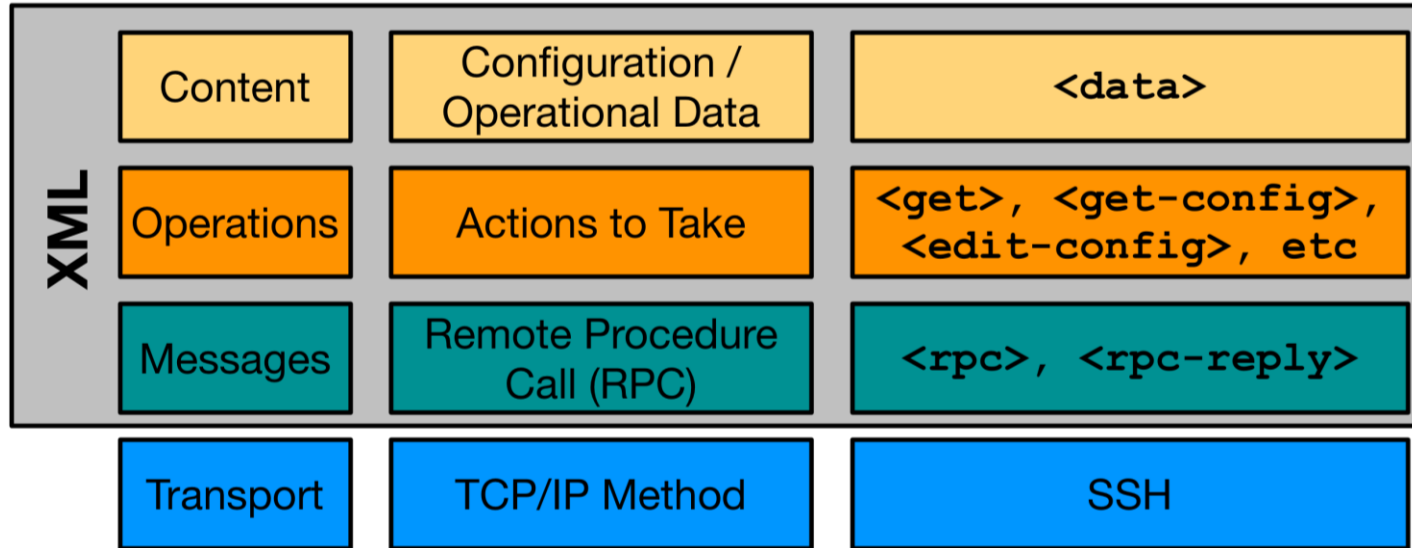 XML
Content
Configuration /
Operational Data
<data>
Operations
Actions to Take
<get>, <get-config>,
<edit-config>, etc
Messages
Remote Procedure
Call (RPC)
<rpc>, <rpc-reply>
Transport
TCP/IP Method
SSH